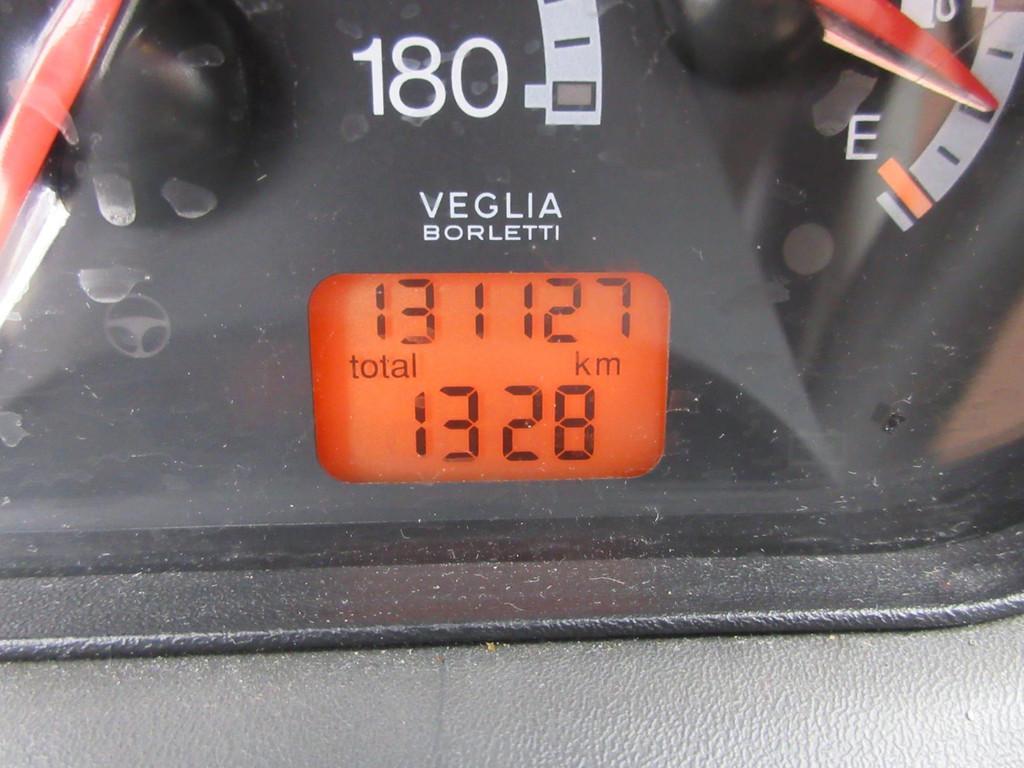 180
E
VEGLIA
BORLETTI
131127
total km
1328